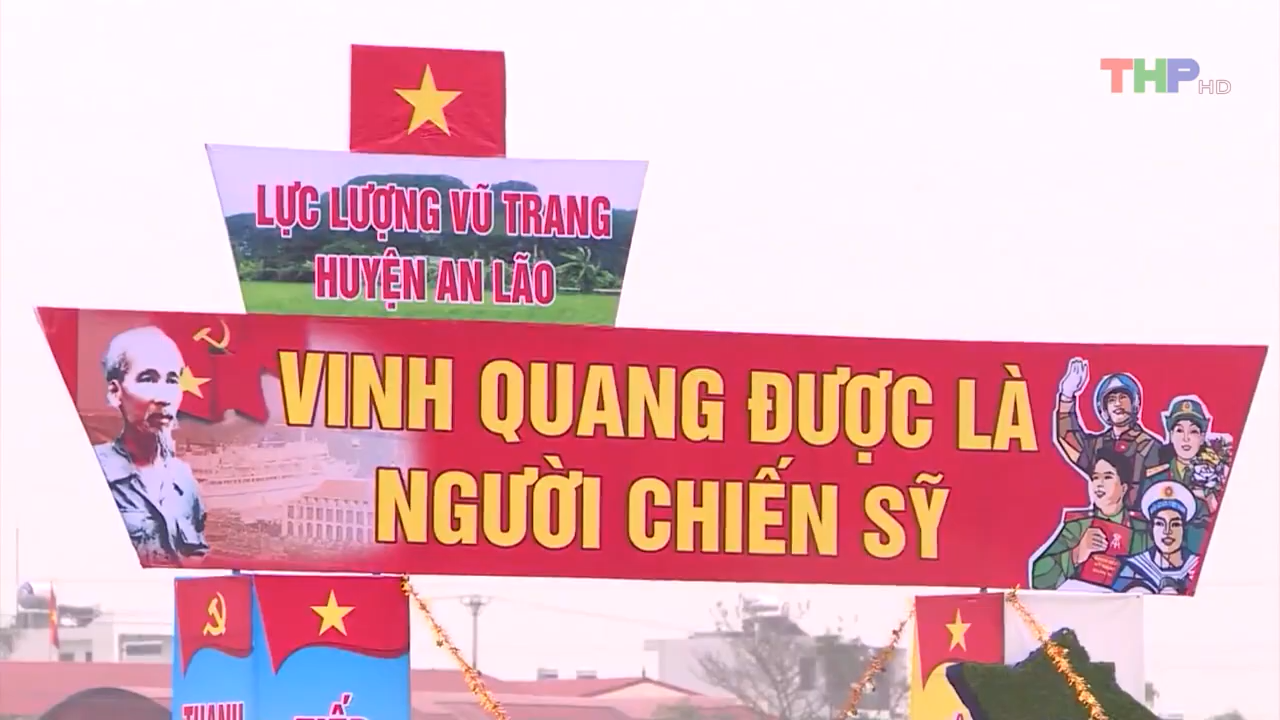 THP HD
LỰC LƯỢNG VŨ TRANG
HUYỆN AN LÃO
VINH QUANG ĐƯỢC LÀ
NGƯỜI CHIẾN SỸ